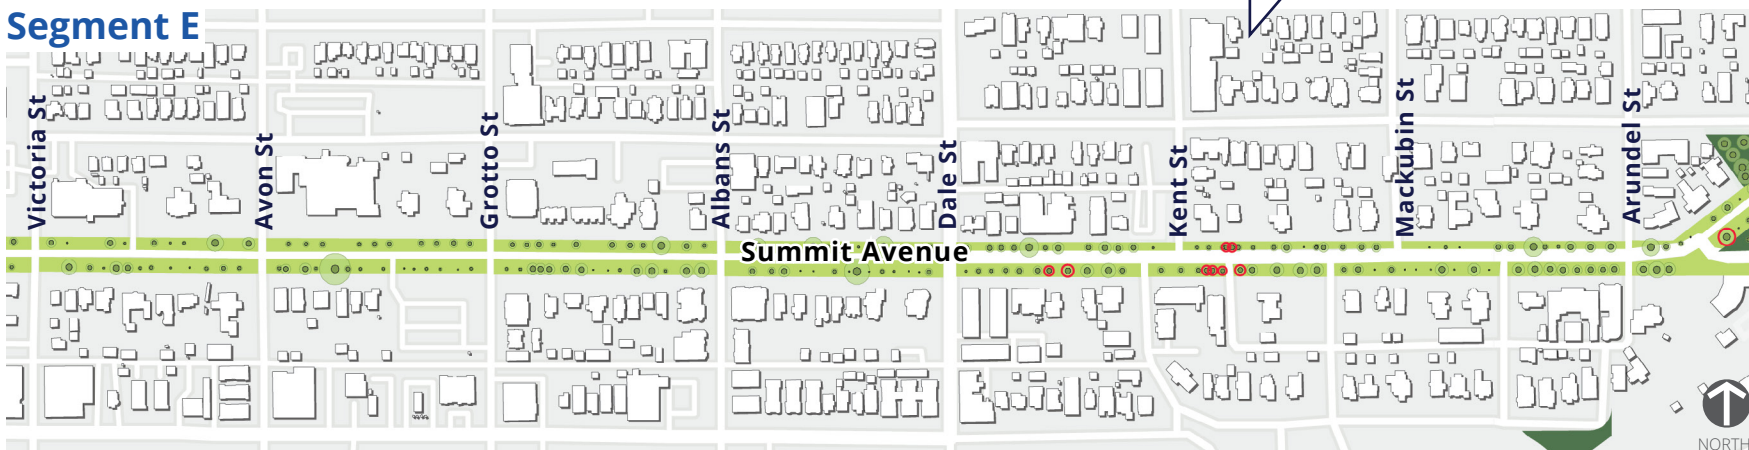 Segment E
Victoria St
Avon St
Grotto St
Albans St
Dale St
Kent St
Mackubin St
Arundel St
Summit Avenue
NORTH